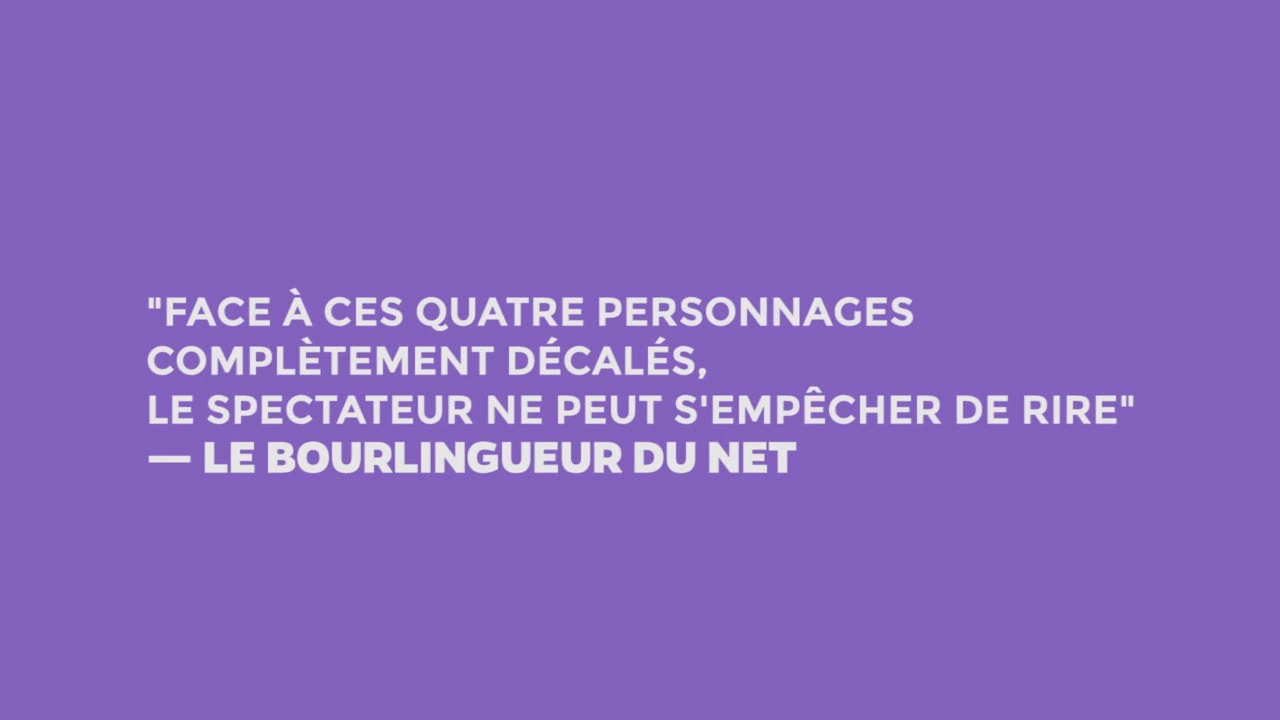 "FACE À CES QUATRE PERSONNAGES
COMPLÈTEMENT DÉCALÉS,
LE SPECTATEUR NE PEUT S'EMPÊCHER DE RIRE"
— LE BOURLINGUEUR DU NET